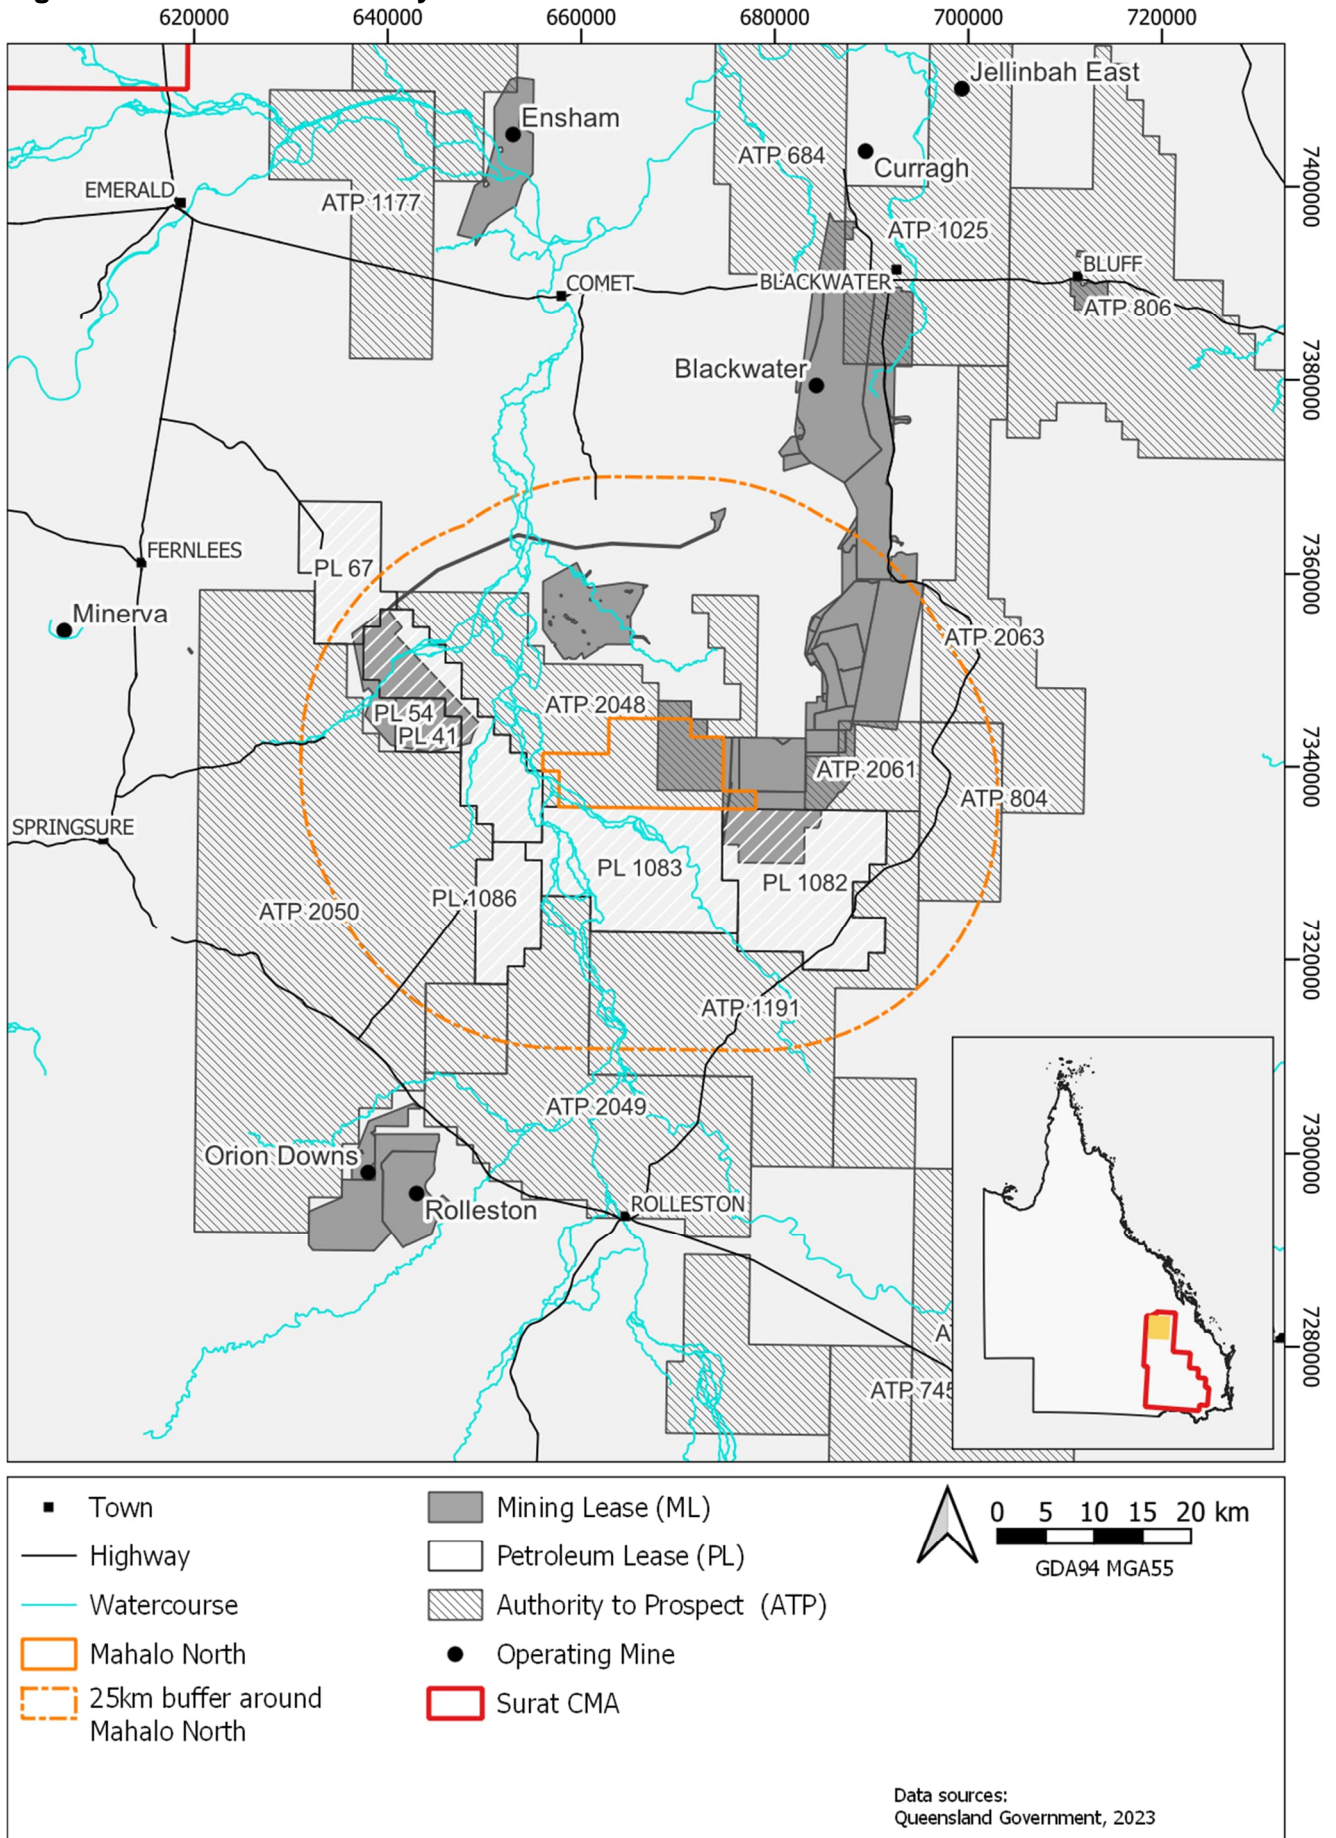 620000
640000
660000
680000
700000
720000
Jellinbah East
Ensham
ATP 684
Curragh
7400000
EMERALD
ATP 1177
ATP 1025
BLUFF
COMET
BLACKWATER
ATP 806
Blackwater
7380000
FERNLEES
PL 67
7360000
Minerva
ATP 2063
ATP 2048
PL 54
PL 41
ATP 2061
7340000
ATP 804
SPRINGSURE
PL 1083
PL 1082
PL 1086
ATP 2050
7320000
ATP 1191
ATP 2049
Orion Downs
7300000
Rolleston
ROLLESTON
7280000
ATP 745
Town
Highway
Watercourse
Mahalo North
25km buffer around
Mahalo North
Mining Lease (ML)
Petroleum Lease (PL)
Authority to Prospect (ATP)
Operating Mine
Surat CMA
0 5 10 15 20 km
GDA94 MGA55
Data sources:
Queensland Government, 2023